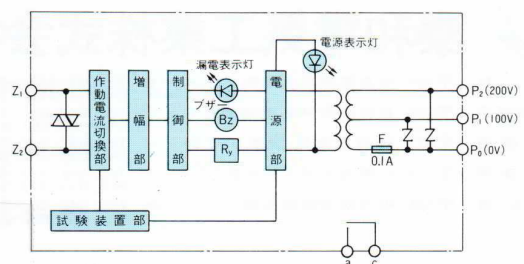 電源表示灯
漏電表示灯
Z₁
Z₂
作動電流切換部
増幅部
制御部
ブザー
Bz
Ry
電源部
P₂(200V)
P₁(100V)
P₀(0V)
F
0.1A
Z
Z
試験装置部
a
c